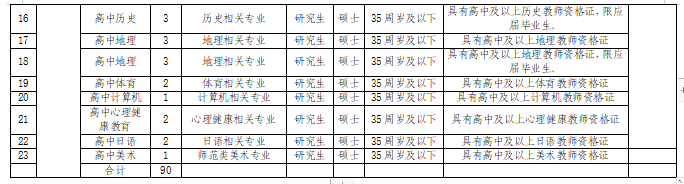 16 高中历史 3 历史相关专业 研究生 硕士 35周岁及以下 具有高中及以上历史教师资格证，限应届毕业生。
17 高中地理 3 地理相关专业 研究生 硕士 35周岁及以下 具有高中及以上地理教师资格证
18 高中地理 3 地理相关专业 研究生 硕士 35周岁及以下 具有高中及以上地理教师资格证，限应届毕业生。
19 高中体育 2 体育相关专业 研究生 硕士 35周岁及以下 具有高中及以上体育教师资格证
20 高中计算机 1 计算机相关专业 研究生 硕士 35周岁及以下 具有高中及以上计算机教师资格证
21 高中心理健康教育 2 心理健康相关专业 研究生 硕士 35周岁及以下 具有高中及以上心理健康教师资格证
22 高中日语 2 日语相关专业 研究生 硕士 35周岁及以下 具有高中及以上日语教师资格证
23 高中美术 1 师范类美术专业 研究生 硕士 35周岁及以下 具有高中及以上美术教师资格证
合计 90